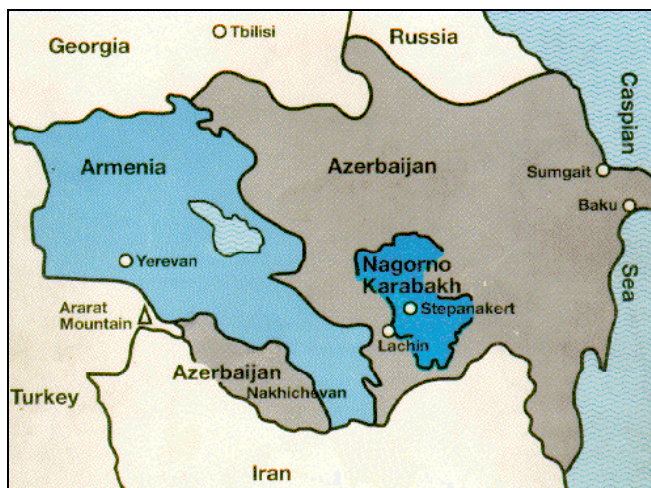 Georgia
Tbilisi
Russia
Caspian
Sea
Armenia
Azerbaijan
Sumgait
Baku
Yerevan
Nagorno
Karabakh
Stepanakert
Lachin
Ararat
Mountain
Azerbaijan
Nakhichevan
Turkey
Iran